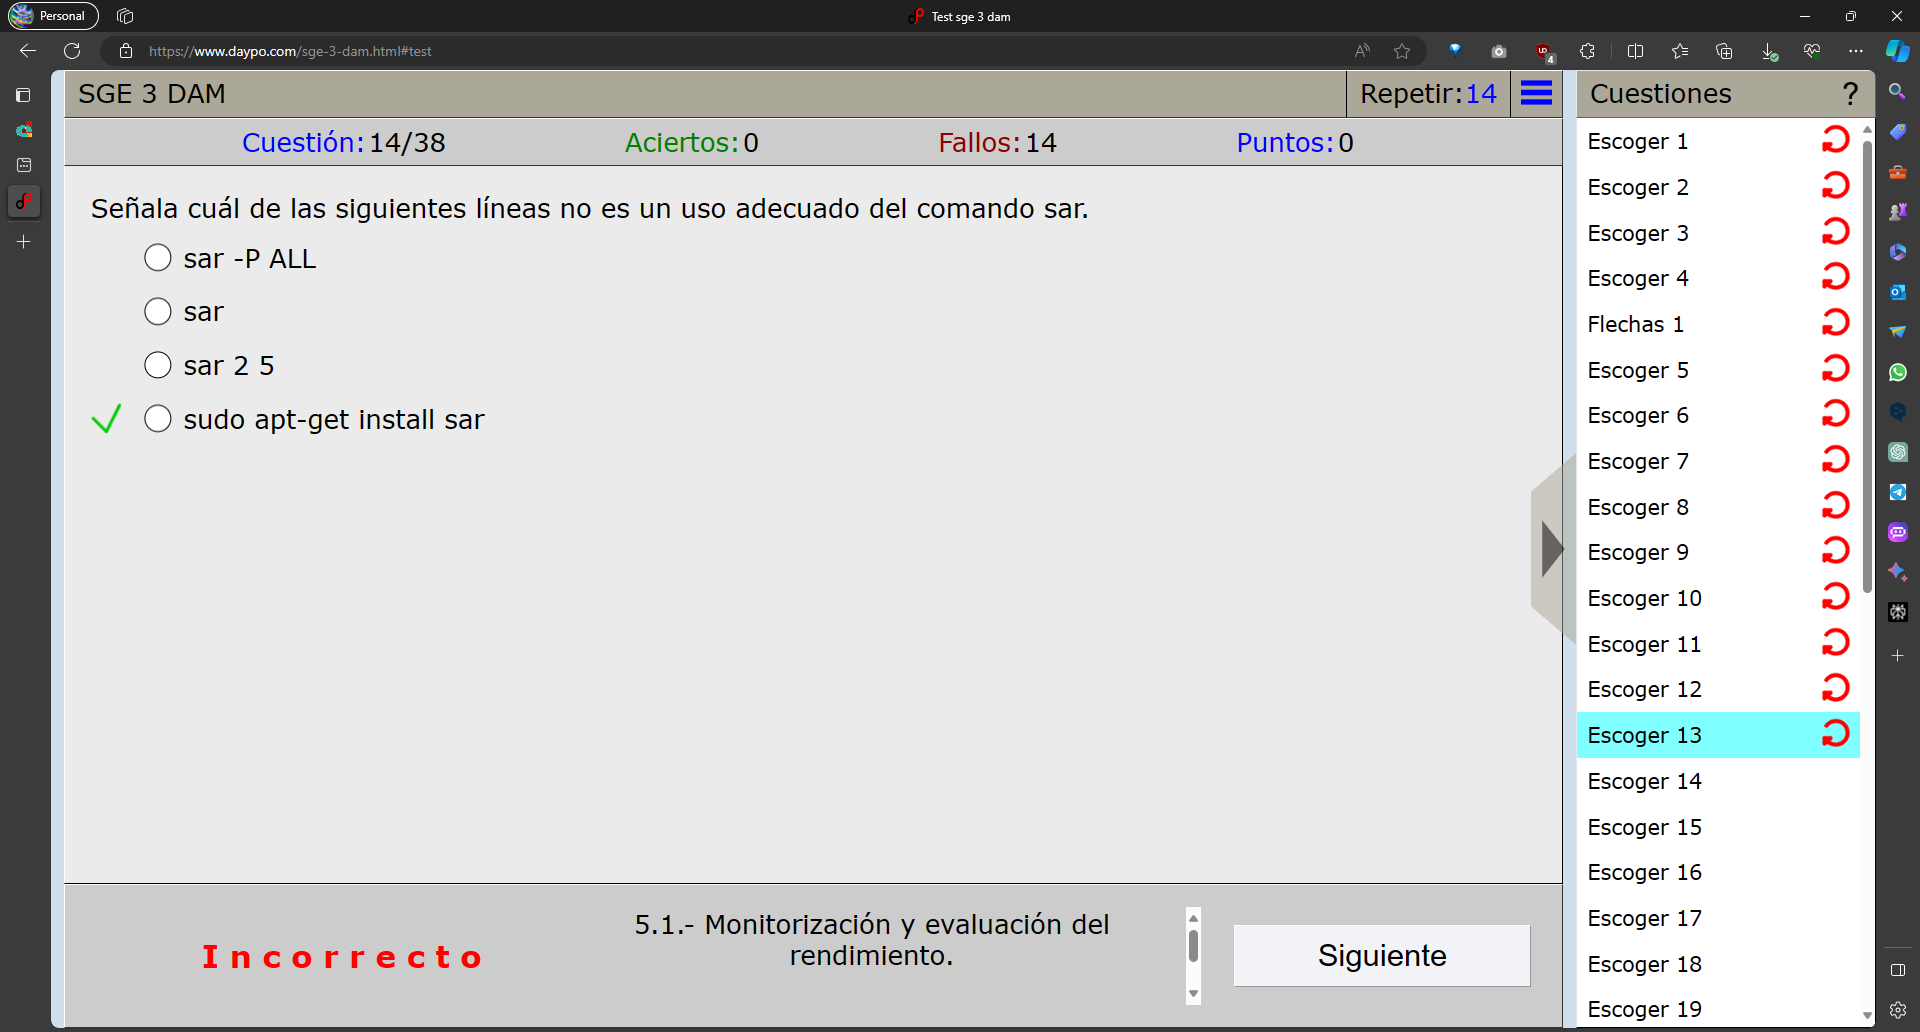 Personal
Test sge 3 dam
https://www.daypo.com/sge-3-dam.html#test
4
SGE 3 DAM
Repetir:14
Cuestiones
?
Cuestión:14/38
Aciertos:0
Fallos:14
Puntos:0
Señala cuál de las siguientes líneas no es un uso adecuado del comando sar.
sar -P ALL
sar
sar 2 5
sudo apt-get install sar
Escoger 1
Escoger 2
Escoger 3
Escoger 4
Flechas 1
Escoger 5
Escoger 6
Escoger 7
Escoger 8
Escoger 9
Escoger 10
Escoger 11
Escoger 12
Escoger 13
Escoger 14
Escoger 15
Escoger 16
Escoger 17
Escoger 18
Escoger 19
Incorrecto
5.1.- Monitorización y evaluación del
rendimiento.
Siguiente